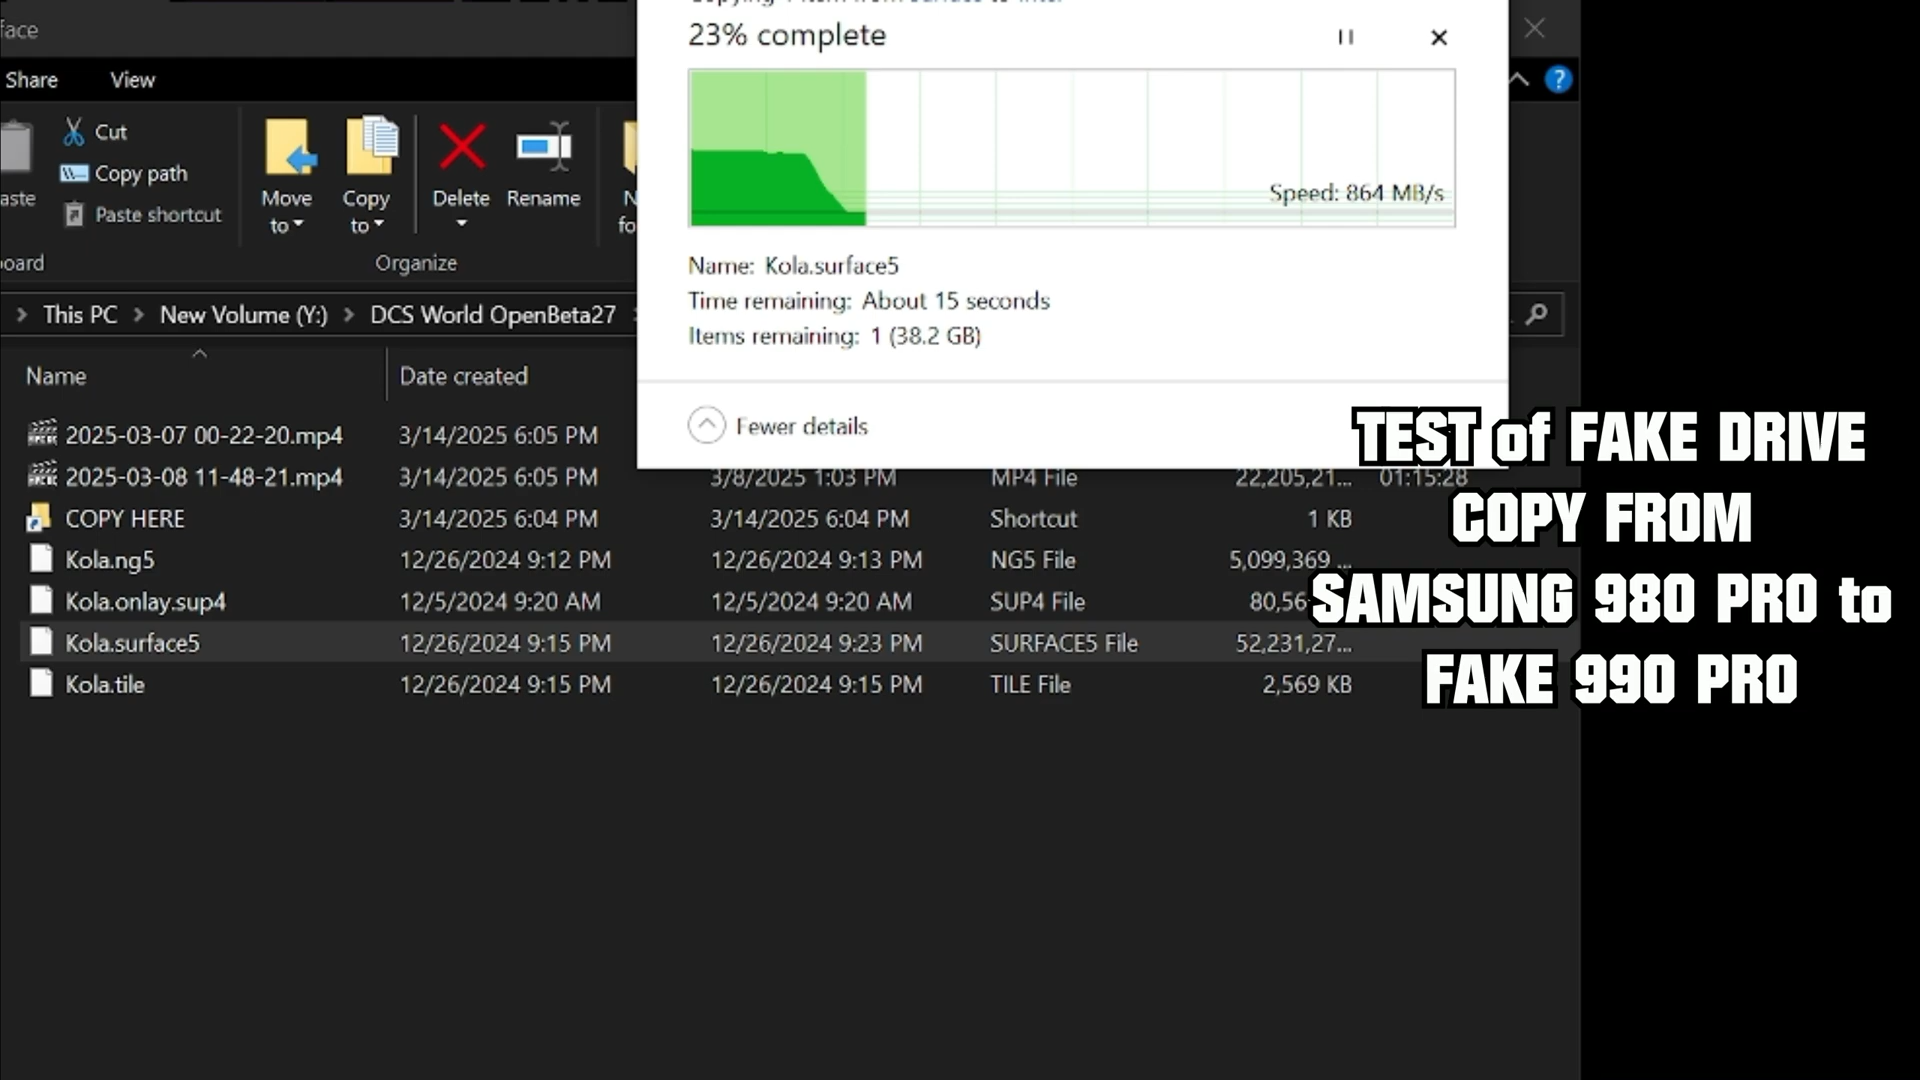 Copying 1 item from surface to Inter
23% complete
face
Share View
Speed: 864 MB/s
Cut
Copy path
Paste shortcut
aste
Move to
Copy to
Delete
Rename
N
fo
oard
Organize
Name: Kola.surface5
Time remaining: About 15 seconds
Items remaining: 1 (38.2 GB)
Fewer details
> This PC > New Volume (Y:) > DCS World OpenBeta27 >
Name Date created
2025-03-07 00-22-20.mp4 3/14/2025 6:05 PM
2025-03-08 11-48-21.mp4 3/14/2025 6:05 PM 3/8/2025 1:03 PM MP4 File 22,205,21... 01:15:28
COPY HERE 3/14/2025 6:04 PM 3/14/2025 6:04 PM Shortcut 1 KB
Kola.ng5 12/26/2024 9:12 PM 12/26/2024 9:13 PM NG5 File 5,099,369 ...
Kola.onlay.sup4 12/5/2024 9:20 AM 12/5/2024 9:20 AM SUP4 File 80,56
Kola.surface5 12/26/2024 9:15 PM 12/26/2024 9:23 PM SURFACE5 File 52,231,27...
Kola.tile 12/26/2024 9:15 PM 12/26/2024 9:15 PM TILE File 2,569 KB
TEST of FAKE DRIVE
COPY FROM
SAMSUNG 980 PRO to
FAKE 990 PRO